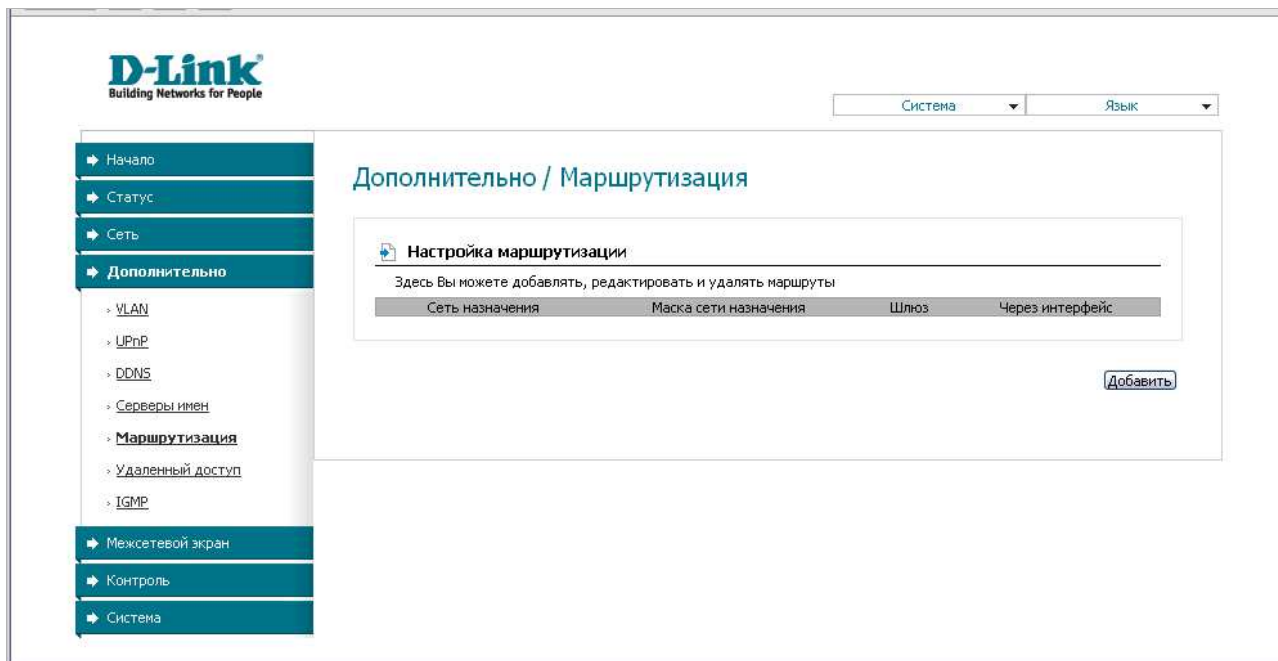 D-Link
Building Networks for People
Система
Язык
Начало
Статус
Сеть
Дополнительно
VLAN
UPnP
DDNS
Серверы имен
Маршрутизация
Удаленный доступ
IGMP
Межсетевой экран
Контроль
Система
Дополнительно / Маршрутизация
Настройка маршрутизации
Здесь Вы можете добавлять, редактировать и удалять маршруты
Сеть назначения Маска сети назначения Шлюз Через интерфейс
Добавить